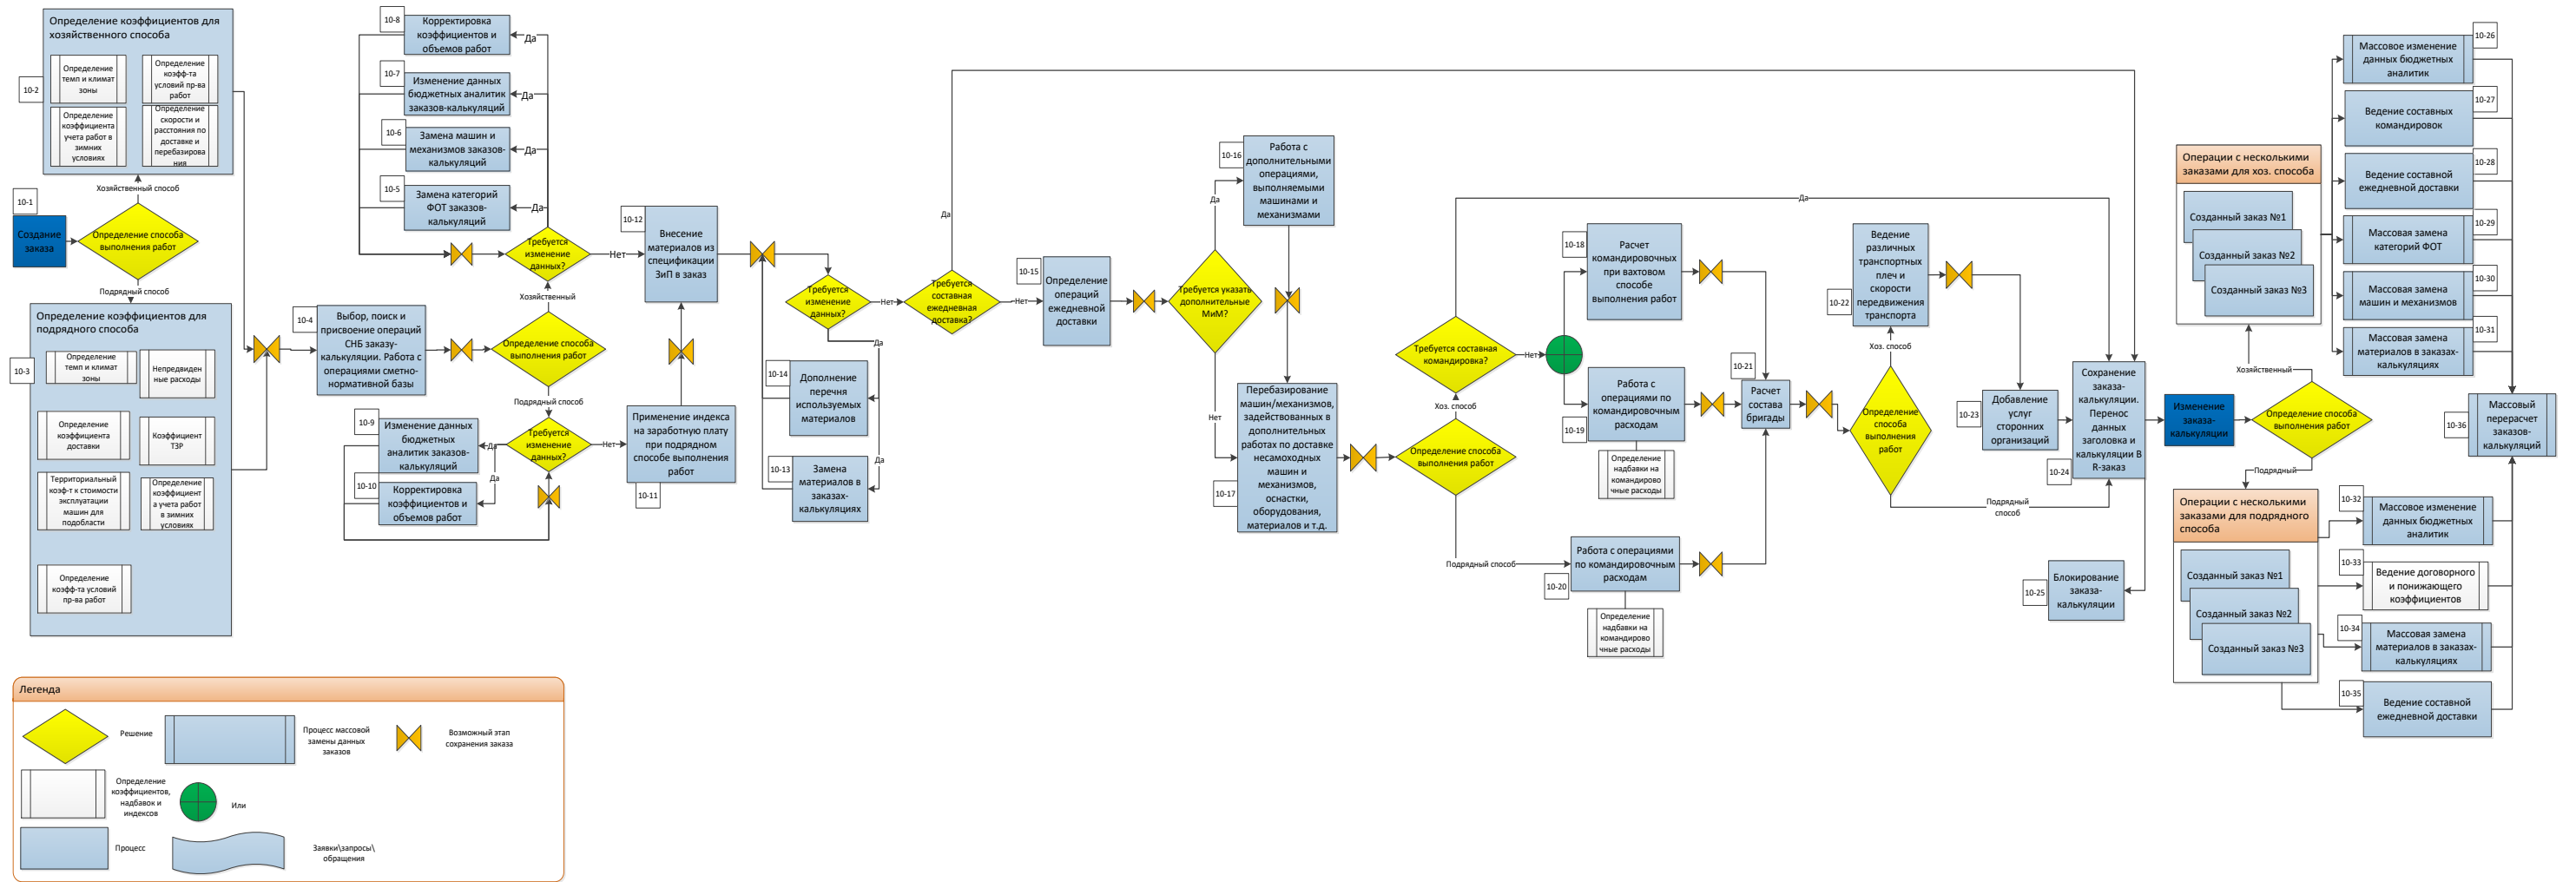 Определение коэффициентов для
хозяйственного способа
10-2
Определение
темп и климат
зоны
Определение
коэфф-та
условий пр-ва
работ
Определение
коэффициента
учета работ в
зимних
условиях
Определение
скорости и
расстояния по
доставке и
перебазирова
ния
Хозяйственный способ
10-1
Создание
заказа
Определение способа
выполнения работ
Подрядный способ
Определение коэффициентов для
подрядного способа
10-3
Определение
темп и климат
зоны
Непредвиден
ные расходы
Определение
коэффициента
доставки
Коэффициент
ТЗР
Территориальный
коэф-т к стоимости
эксплуатации
машин для
подобласти
Определение
коэффициент
а учета работ
в зимних
условиях
Определение
коэфф-та условий
пр-ва работ
10-4
Выбор, поиск и
присвоение операций
СНБ заказу-
калькуляции. Работа с
операциями сметно-
нормативной базы
10-8
Корректировка
коэффициентов и
объемов работ
Да
10-7
Изменение данных
бюджетных аналитик
заказов-калькуляций
Да
10-6
Замена машин и
механизмов заказов-
калькуляций
Да
10-5
Замена категорий
ФОТ заказов-
калькуляций
Да
Требуется
изменение
данных?
Нет
Хозяйственный
Определение способа
выполнения работ
Подрядный способ
Требуется
изменение
данных?
Нет
10-9
Изменение данных
бюджетных
аналитик заказов-
калькуляций
Да
10-10
Корректировка
коэффициентов и
объемов работ
Да
10-12
Внесение
материалов из
спецификации
ЗиП в заказ
Применение индекса
на заработную плату
при подрядном
способе выполнения
работ
10-11
Требуется
изменение
данных?
Нет
Да
10-14
Дополнение
перечня
используемых
материалов
Да
10-13
Замена
материалов в
заказах-
калькуляциях
Да
Требуется
составная
ежедневная
доставка?
Нет
10-15
Определение
операций
ежедневной
доставки
Требуется указать
дополнительные
МиМ?
Да
Нет
10-16
Работа с
дополнительными
операциями,
выполняемыми
машинами и
механизмами
10-17
Перебазирование
машин/механизмов,
задействованных в
дополнительных
работах по доставке
несамоходных
машин и
механизмов,
оснастки,
оборудования,
материалов и т.д.
Определение способа
выполнения работ
Хоз. способ
Подрядный способ
Требуется составная
командировка?
Да
Нет
10-18
Расчет
командировочных
при вахтовом
способе
выполнения работ
10-19
Работа с
операциями по
командировочным
расходам
Определение
надбавки на
командирово
чные расходы
10-20
Работа с операциями
по командировочным
расходам
Определение
надбавки на
командирово
чные расходы
10-21
Расчет
состава
бригады
10-22
Ведение
различных
транспортных
плеч и
скорости
передвижения
транспорта
Хоз. способ
Определение
способа
выполнения
работ
Подрядный
способ
10-23
Добавление
услуг
сторонних
организаций
Сохранение
заказа-
калькуляции.
Перенос
данных
заголовка и
калькуляции В
R-заказ
10-24
10-25
Блокирование
заказа-
калькуляции
Изменение
заказа-
калькуляции
Определение способа
выполнения работ
Хозяйственный
Подрядный
Операции с несколькими
заказами для хоз. способа
Созданный заказ №1
Созданный заказ №2
Созданный заказ №3
10-26
Массовое изменение
данных бюджетных
аналитик
10-27
Ведение составных
командировок
10-28
Ведение составной
ежедневной доставки
10-29
Массовая замена
категорий ФОТ
10-30
Массовая замена
машин и механизмов
10-31
Массовая замена
материалов в заказах-
калькуляциях
10-36
Массовый
перерасчет
заказов-
калькуляций
Операции с несколькими
заказами для подрядного
способа
Созданный заказ №1
Созданный заказ №2
Созданный заказ №3
10-32
Массовое изменение
данных бюджетных
аналитик
10-33
Ведение договорного
и понижающего
коэффициентов
10-34
Массовая замена
материалов в заказах-
калькуляциях
10-35
Ведение составной
ежедневной доставки
Легенда
Решение
Процесс массовой
замены данных
заказов
Возможный этап
сохранения заказа
Определение
коэффициентов,
надбавок и
индексов
Или
Процесс
Заявки\запросы\
обращения